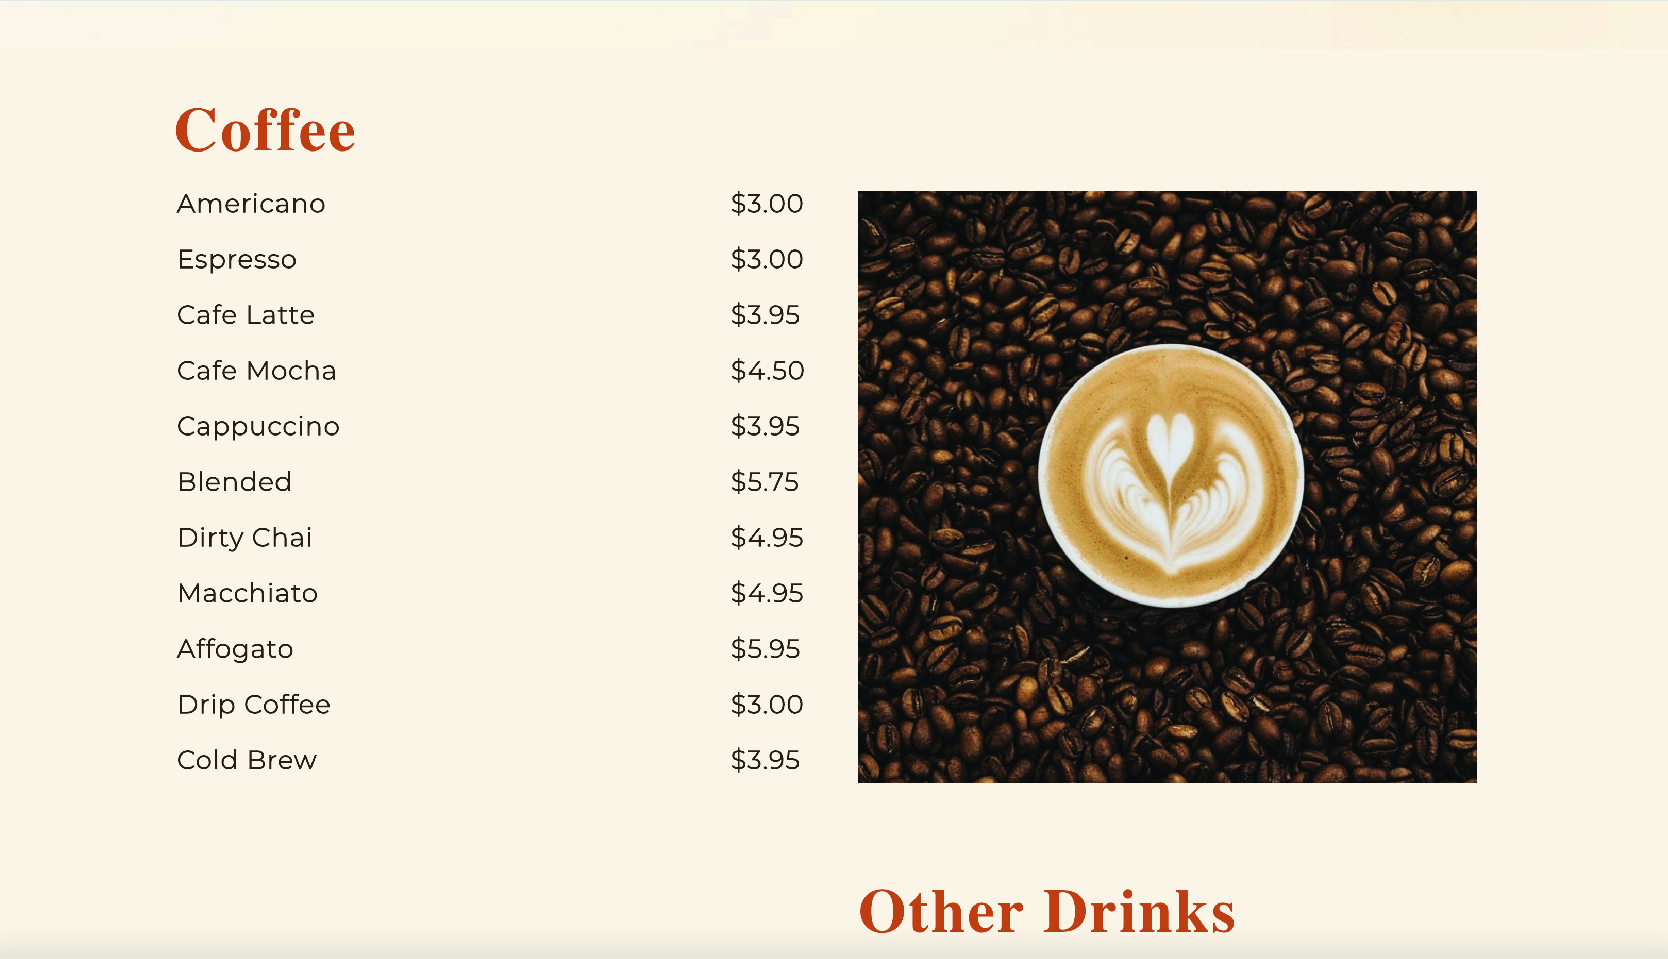 Coffee
Americano $3.00
Espresso $3.00
Cafe Latte $3.95
Cafe Mocha $4.50
Cappuccino $3.95
Blended $5.75
Dirty Chai $4.95
Macchiato $4.95
Affogato $5.95
Drip Coffee $3.00
Cold Brew $3.95
Other Drinks